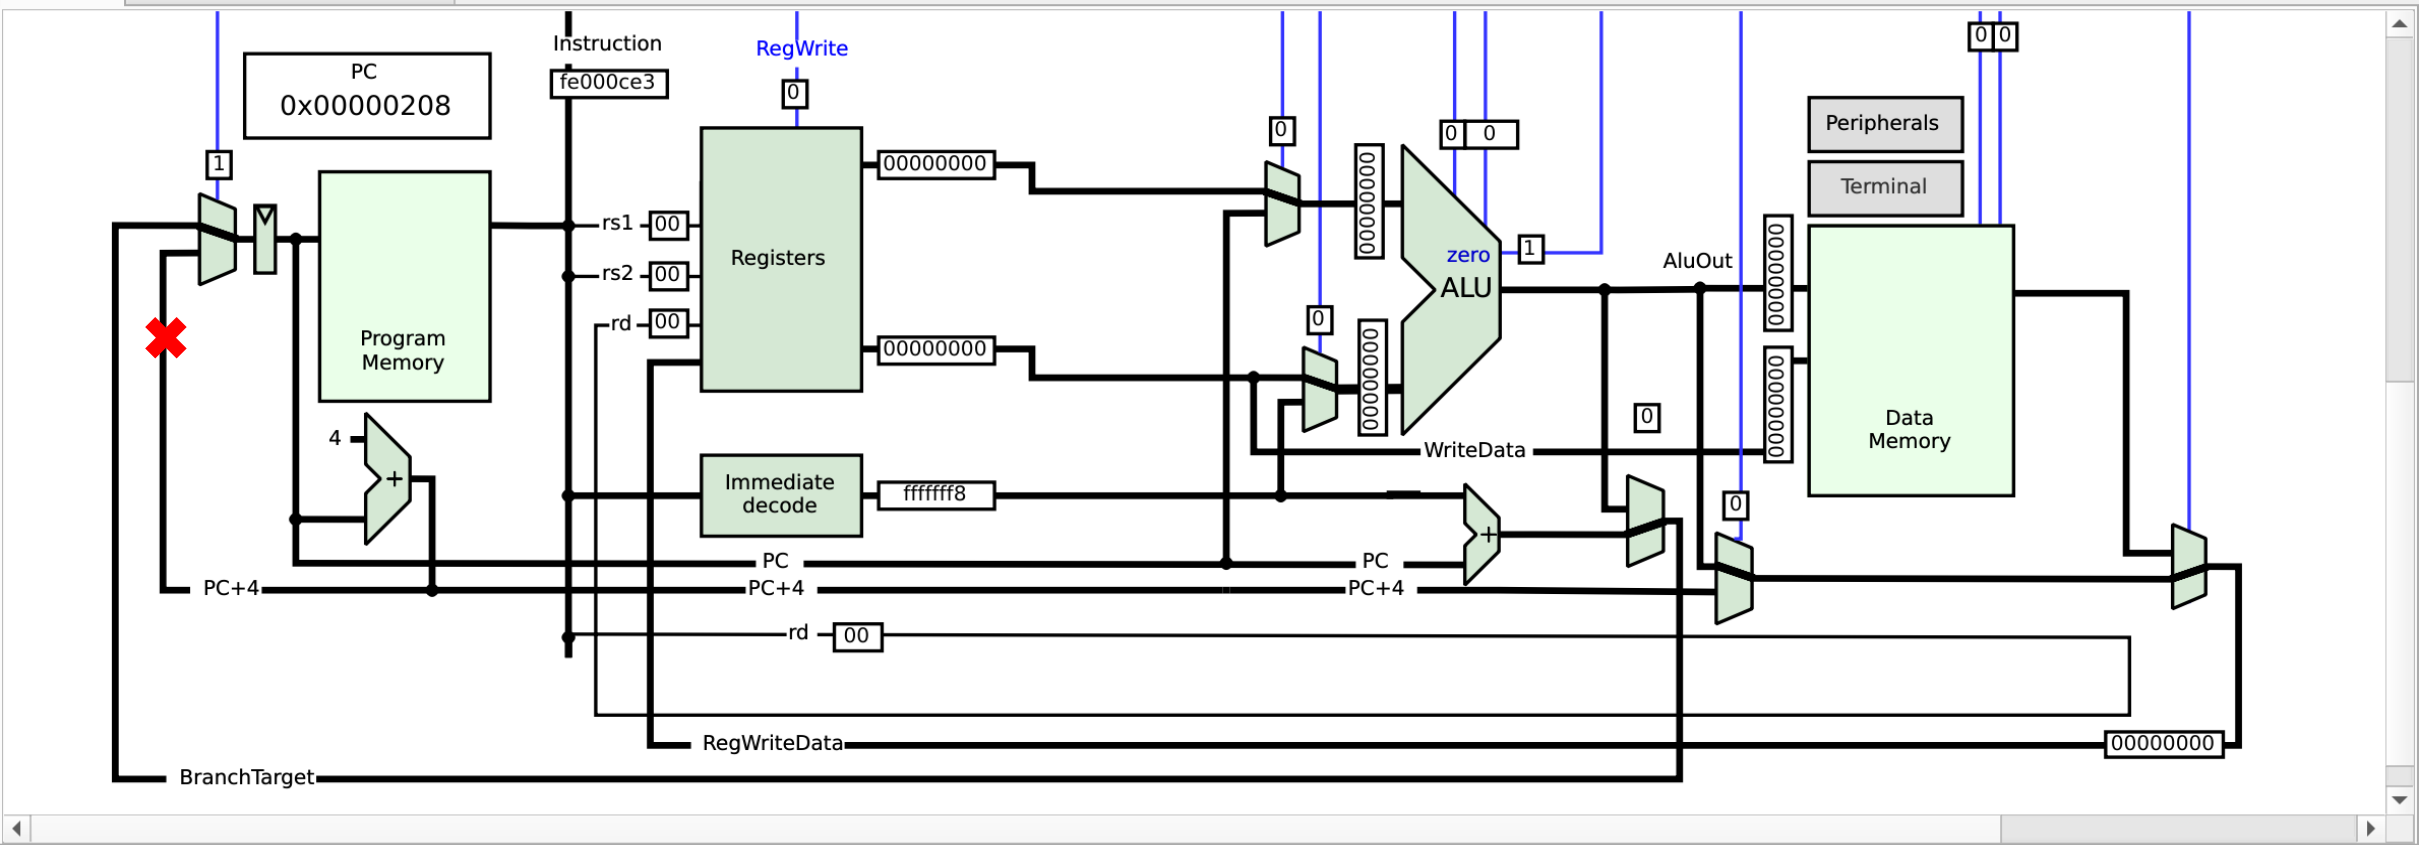 Instruction
RegWrite
0 0
PC
0x00000208
fe000ce3
0
Peripherals
1
0
0 0
00000000
00000000
Terminal
rs1 00
Registers
zero
1
00000000
AluOut
rs2 00
ALU
rd 00
0
00000000
00000000
00000000
Program
Memory
0
Data
Memory
4
WriteData
+
Immediate
decode
fffffff8
0
+
PC
PC
PC+4
PC+4
PC+4
rd 00
RegWriteData
00000000
BranchTarget